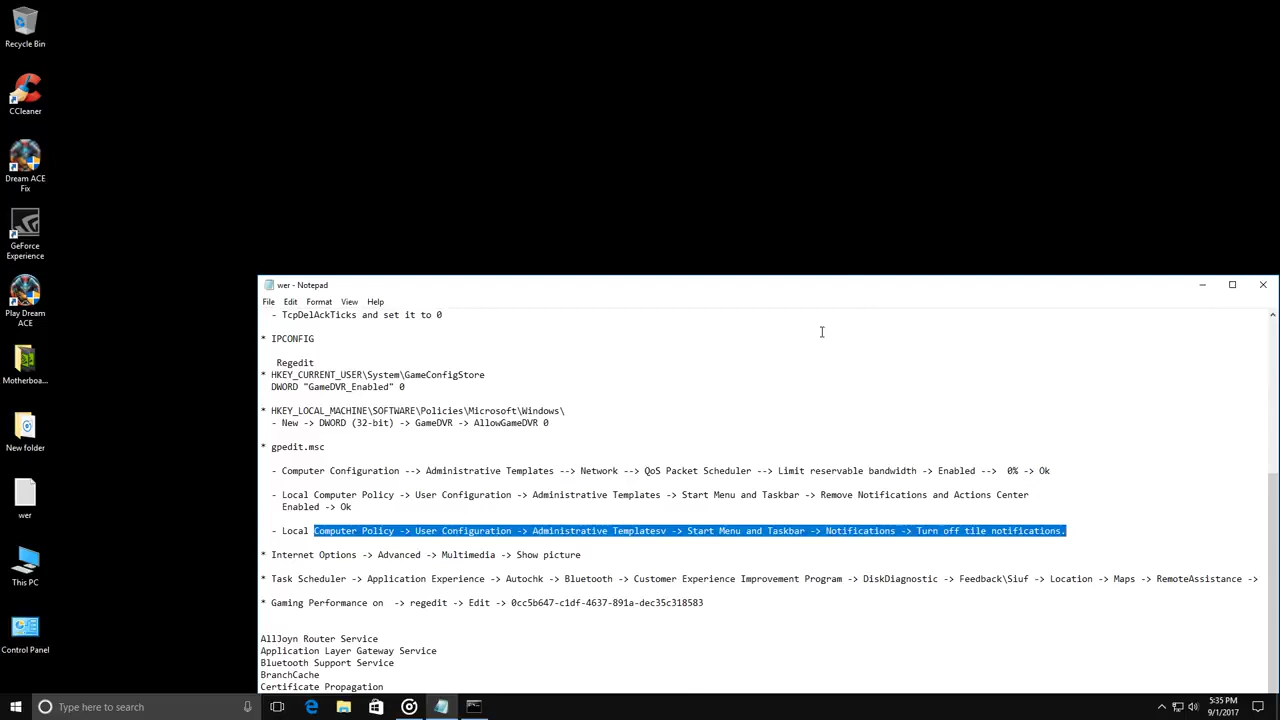 Recycle Bin
CCleaner
Dream ACE
Fix
GeForce
Experience
Play Dream
ACE
Motherboa...
New folder
wer
This PC
Control Panel
wer - Notepad
File Edit Format View Help
- TcpDelAckTicks and set it to 0
* IPCONFIG
Regedit
* HKEY_CURRENT_USER\System\GameConfigStore
DWORD "GameDVR_Enabled" 0
* HKEY_LOCAL_MACHINE\SOFTWARE\Policies\Microsoft\Windows\
- New -> DWORD (32-bit) -> GameDVR -> AllowGameDVR 0
* gpedit.msc
- Computer Configuration --> Administrative Templates --> Network --> QoS Packet Scheduler --> Limit reservable bandwidth -> Enabled --> 0% -> Ok
- Local Computer Policy -> User Configuration -> Administrative Templates -> Start Menu and Taskbar -> Remove Notifications and Actions Center
Enabled -> Ok
- Local Computer Policy -> User Configuration -> Administrative Templatesv -> Start Menu and Taskbar -> Notifications -> Turn off tile notifications.
* Internet Options -> Advanced -> Multimedia -> Show picture
* Task Scheduler -> Application Experience -> Autochk -> Bluetooth -> Customer Experience Improvement Program -> DiskDiagnostic -> Feedback\Siuf -> Location -> Maps -> RemoteAssistance ->
* Gaming Performance on -> regedit -> Edit -> 0cc5b647-c1df-4637-891a-dec35c318583
AllJoyn Router Service
Application Layer Gateway Service
Bluetooth Support Service
BranchCache
Certificate Propagation
Type here to search
5:35 PM
9/1/2017